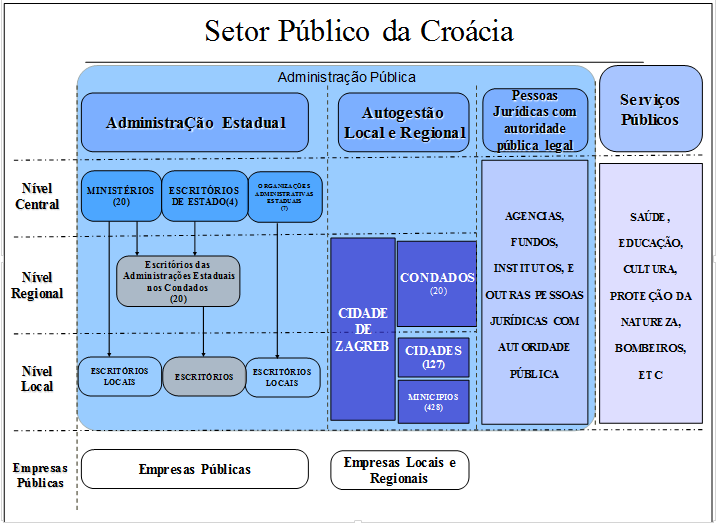 Setor Público da Croácia
Administração Pública
AdministraÇão Estadual
Autogestão
Local e Regional
Pessoas
Jurídicas com
autoridade
pública legal
Serviços
Públicos
Nível
Central
MINISTÉRIOS
(20)
ESCRITÓRIOS
DE ESTADO(4)
ORGANIZAÇÕES
ADMINISTRATIVAS
ESTADUAIS
(7)
Nível
Regional
Escritórios das
Administrações Estaduais
nos Condados
(20)
CIDADE
DE
ZAGREB
CONDADOS
(20)
AGENCIAS,
FUNDOS,
INSTITUTOS, E
OUTRAS PESSOAS
JURÍDICAS COM
AUTORIDADE
PÚBLICA
SAÚDE,
EDUCAÇÃO,
CULTURA,
PROTEÇÃO DA
NATUREZA,
BOMBEIROS,
ETC
Nível
Local
ESCRITÓRIOS
LOCAIS
ESCRITÓRIOS
ESCRITÓRIOS
LOCAIS
CIDADES
(127)
MINICIPIOS
(428)
Empresas
Públicas
Empresas Públicas
Empresas Locais e
Regionais